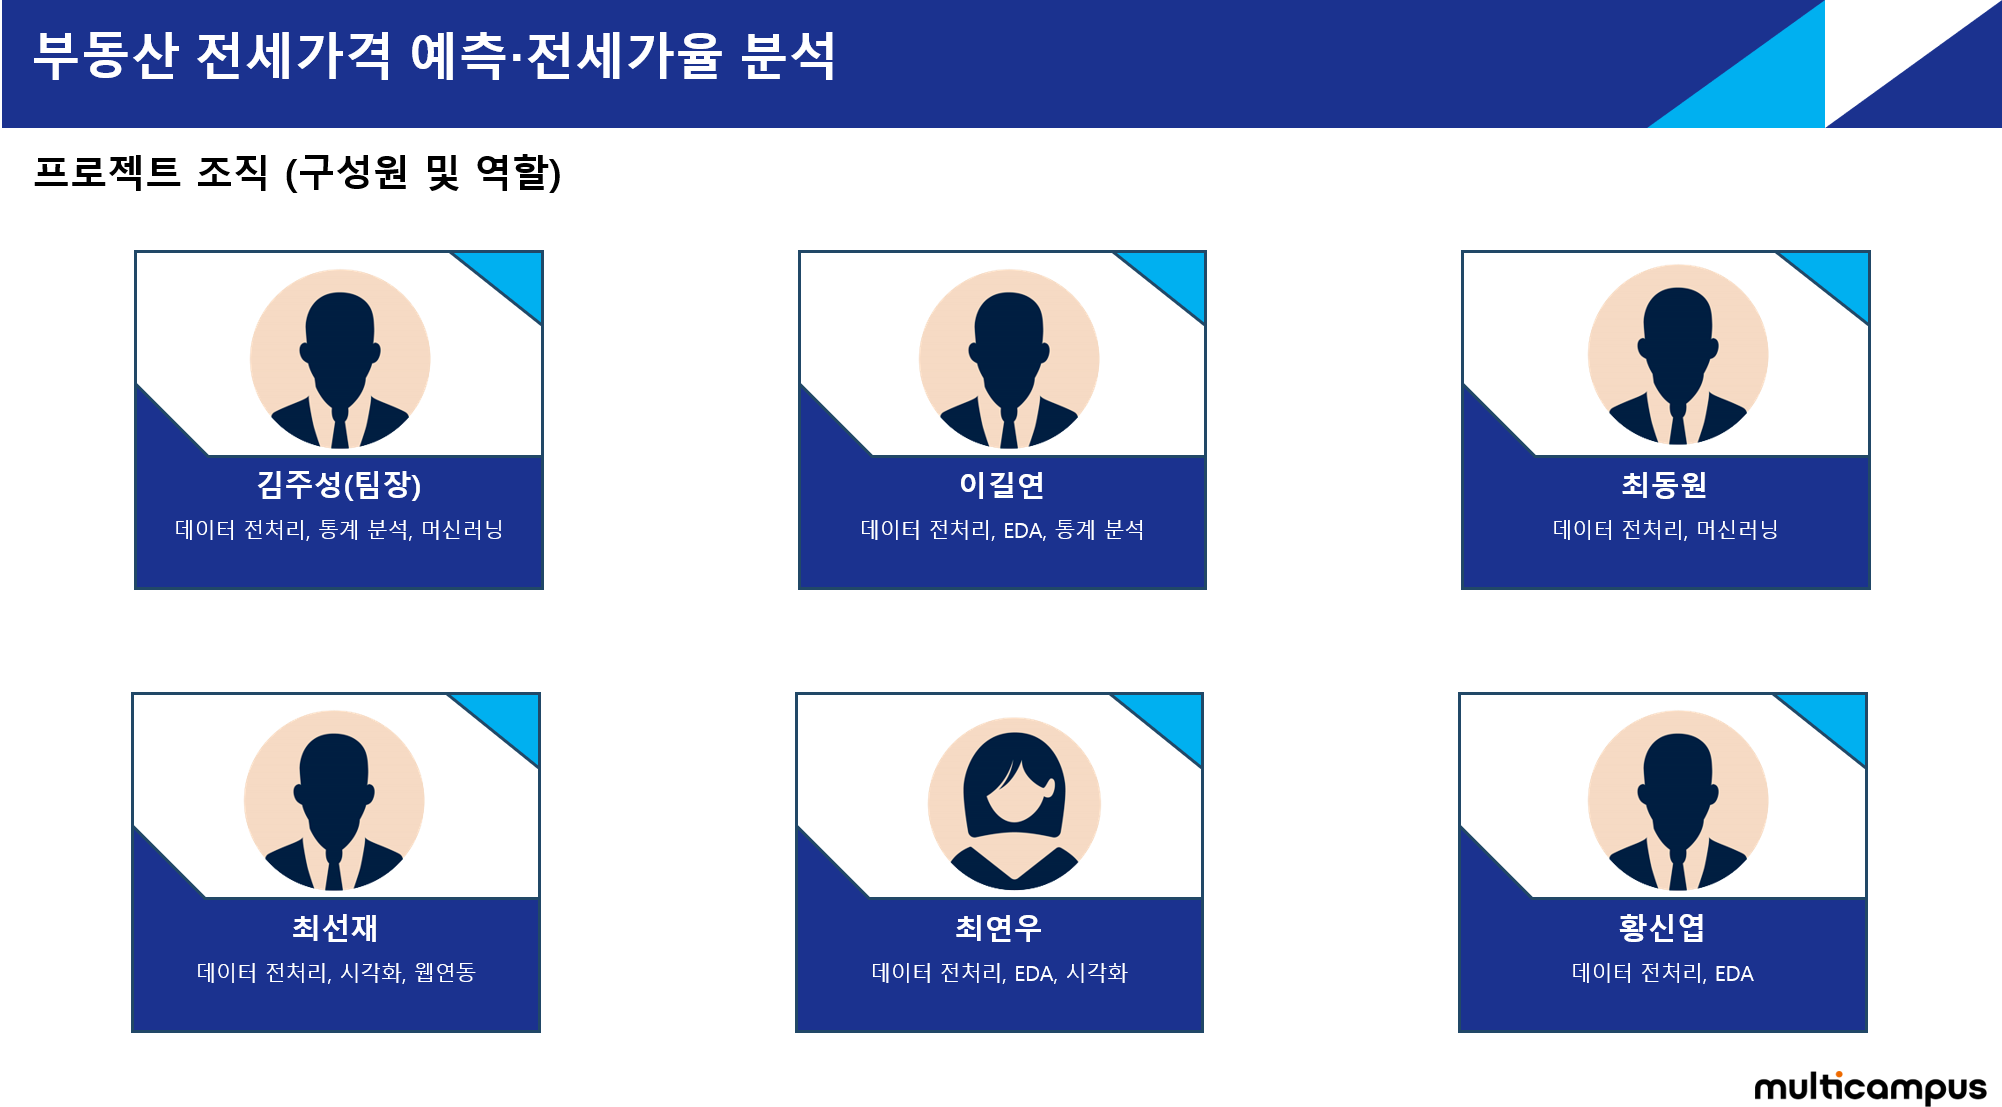 부동산 전세가격 예측·전세가율 분석
프로젝트 조직 (구성원 및 역할)
김주성(팀장)
데이터 전처리, 통계 분석, 머신러닝
이길연
데이터 전처리, EDA, 통계 분석
최동원
데이터 전처리, 머신러닝
최선재
데이터 전처리, 시각화, 웹연동
최연우
데이터 전처리, EDA, 시각화
황신엽
데이터 전처리, EDA
multicampus